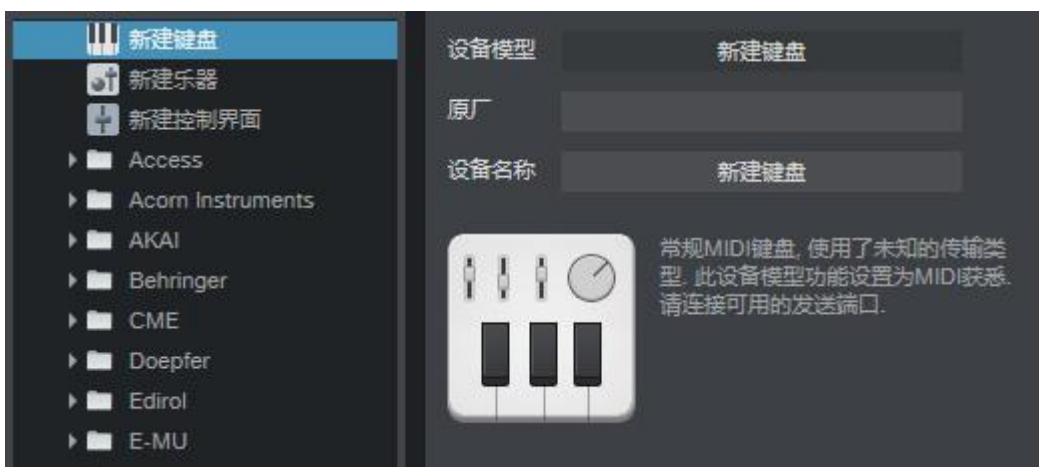 新建键盘
新建乐器
新建控制界面
Access
Acorn Instruments
AKAI
Behringer
CME
Doepfer
Edirol
E-MU
设备模型 新建键盘
原厂
设备名称 新建键盘
常规MIDI键盘, 使用了未知的传输类
型. 此设备模型功能设置为MIDI获悉.
请连接可用的发送端口.